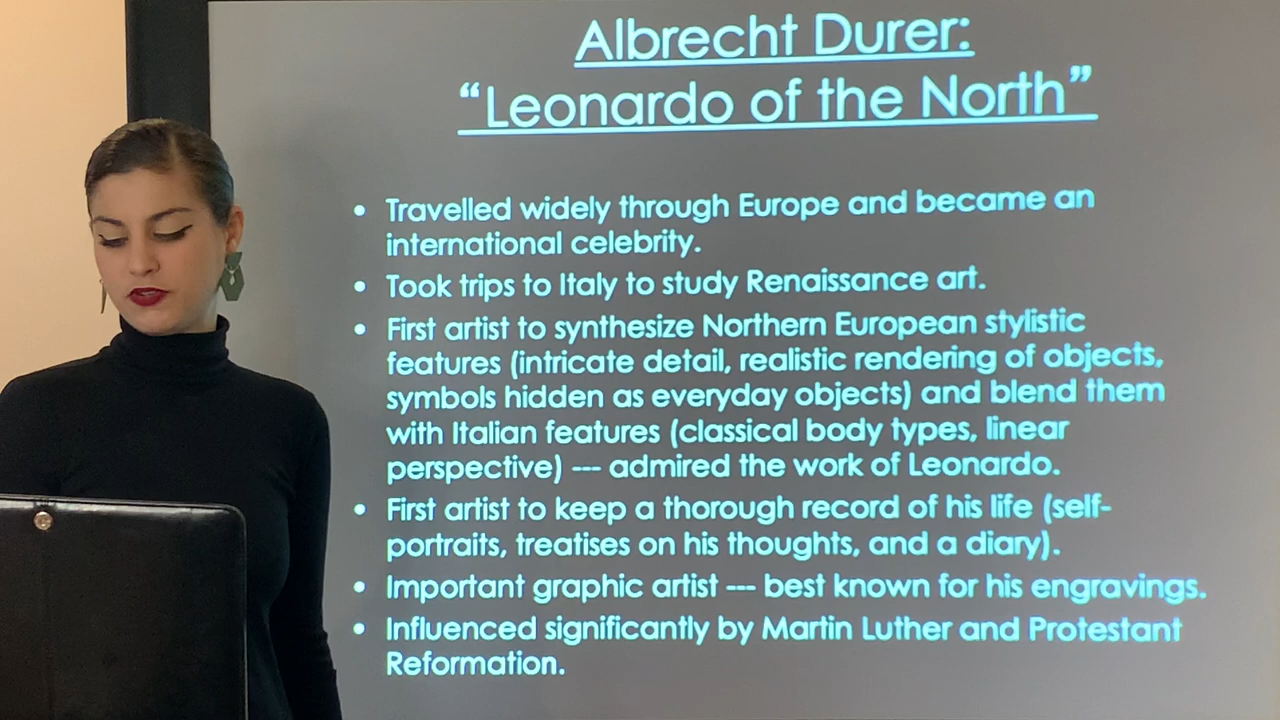 Albrecht Durer:
“Leonardo of the North”
• Travelled widely through Europe and became an
international celebrity.
• Took trips to Italy to study Renaissance art.
• First artist to synthesize Northern European stylistic
features (intricate detail, realistic rendering of objects,
symbols hidden as everyday objects) and blend them
with Italian features (classical body types, linear
perspective) --- admired the work of Leonardo.
• First artist to keep a thorough record of his life (self-
portraits, treatises on his thoughts, and a diary).
• Important graphic artist --- best known for his engravings.
• Influenced significantly by Martin Luther and Protestant
Reformation.